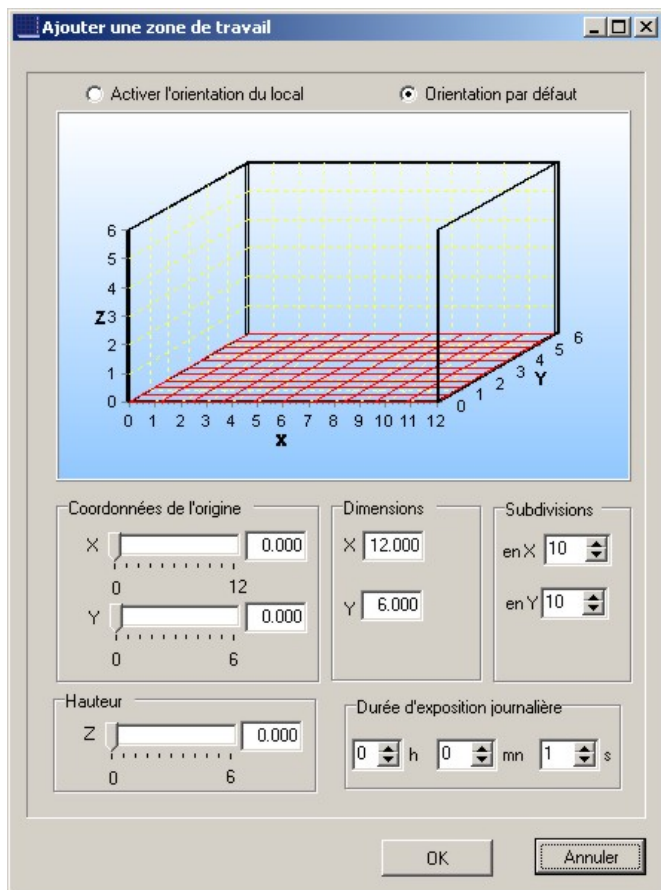 Ajouter une zone de travail
Activer l'orientation du local Orientation par défaut
6
5
4
Z 3
2
1
0
0 1 2 3 4 5 6 7 8 9 10 11 12
X
0 1 2 3 4 5 6
Y
Coordonnées de l'origine
X 0.000
0 12
Y 0.000
0 6
Dimensions
X 12.000
Y 6.000
Subdivisions
en X 10
en Y 10
Hauteur
Z 0.000
0 6
Durée d'exposition journalière
0 h 0 mn 1 s
OK Annuler